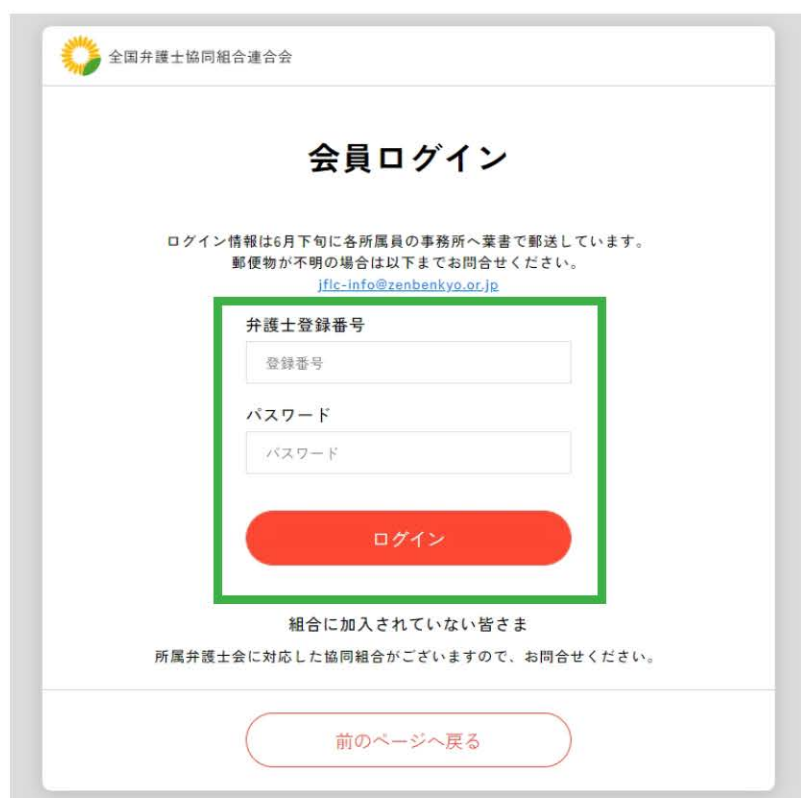 全国弁護士協同組合連合会
会員ログイン
ログイン情報は6月下旬に各所属員の事務所へ葉書で郵送しています。
郵便物が不明の場合は以下までお問合せください。
jflc-info@zenbenkyo.or.jp
弁護士登録番号
登録番号
パスワード
パスワード
ログイン
組合に加入されていない皆さま
所属弁護士会に対応した協同組合がございますので、お問合せください。
前のページへ戻る